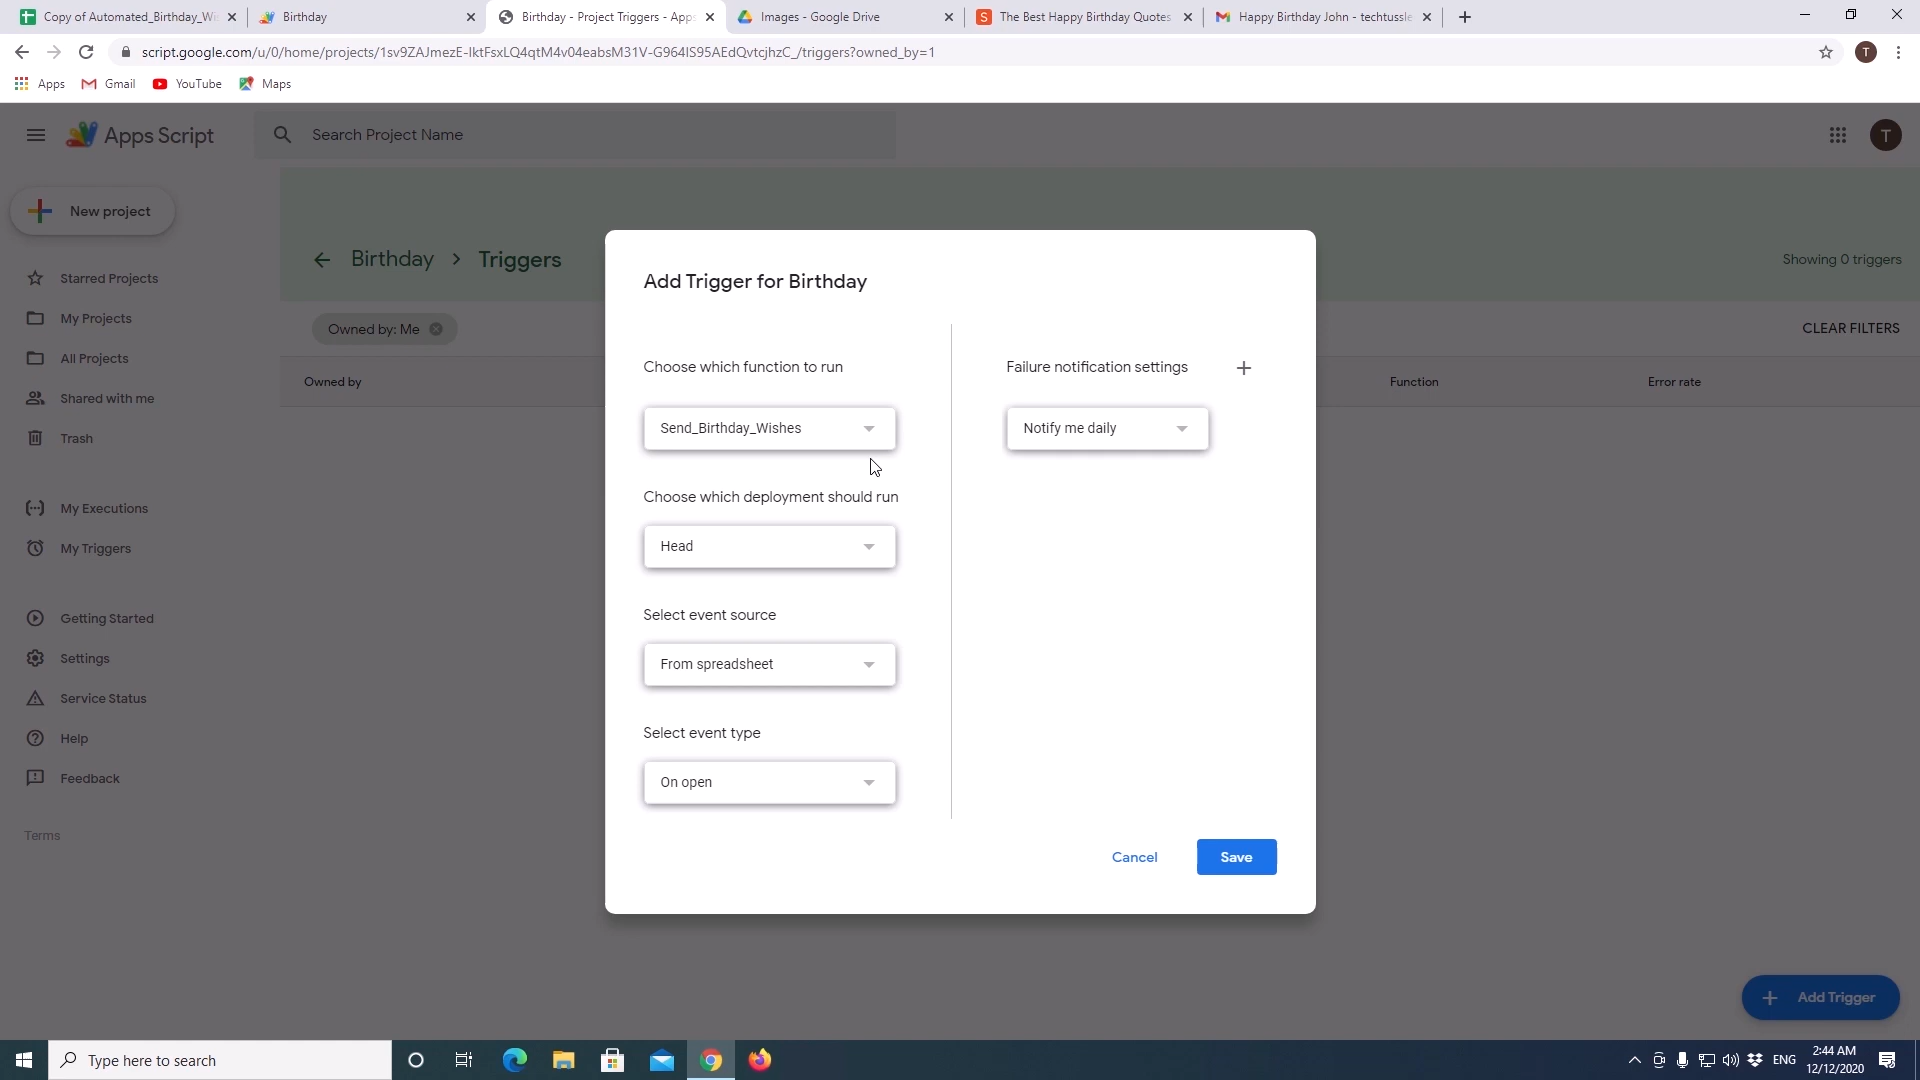 Copy of Automated_Birthday_Wi
Birthday
Birthday - Project Triggers - Apps
Images - Google Drive
The Best Happy Birthday Quotes
Happy Birthday John - techtussle
script.google.com/u/0/home/projects/1sv9ZAJmezE-IktFsxLQ4qtM4v04eabsM31V-G964IS95AEdQvtcjhzC_/triggers?owned_by=1
T
Apps
Gmail
YouTube
Maps
Apps Script
Search Project Name
T
New project
Starred Projects
My Projects
All Projects
Shared with me
Trash
My Executions
My Triggers
Getting Started
Settings
Service Status
Help
Feedback
Terms
Birthday > Triggers
Showing 0 triggers
Owned by: Me
CLEAR FILTERS
Owned by
Function
Error rate
Add Trigger for Birthday
Choose which function to run
Send_Birthday_Wishes
Choose which deployment should run
Head
Select event source
From spreadsheet
Select event type
On open
Failure notification settings
Notify me daily
Cancel
Save
Add Trigger
Type here to search
ENG
2:44 AM
12/12/2020